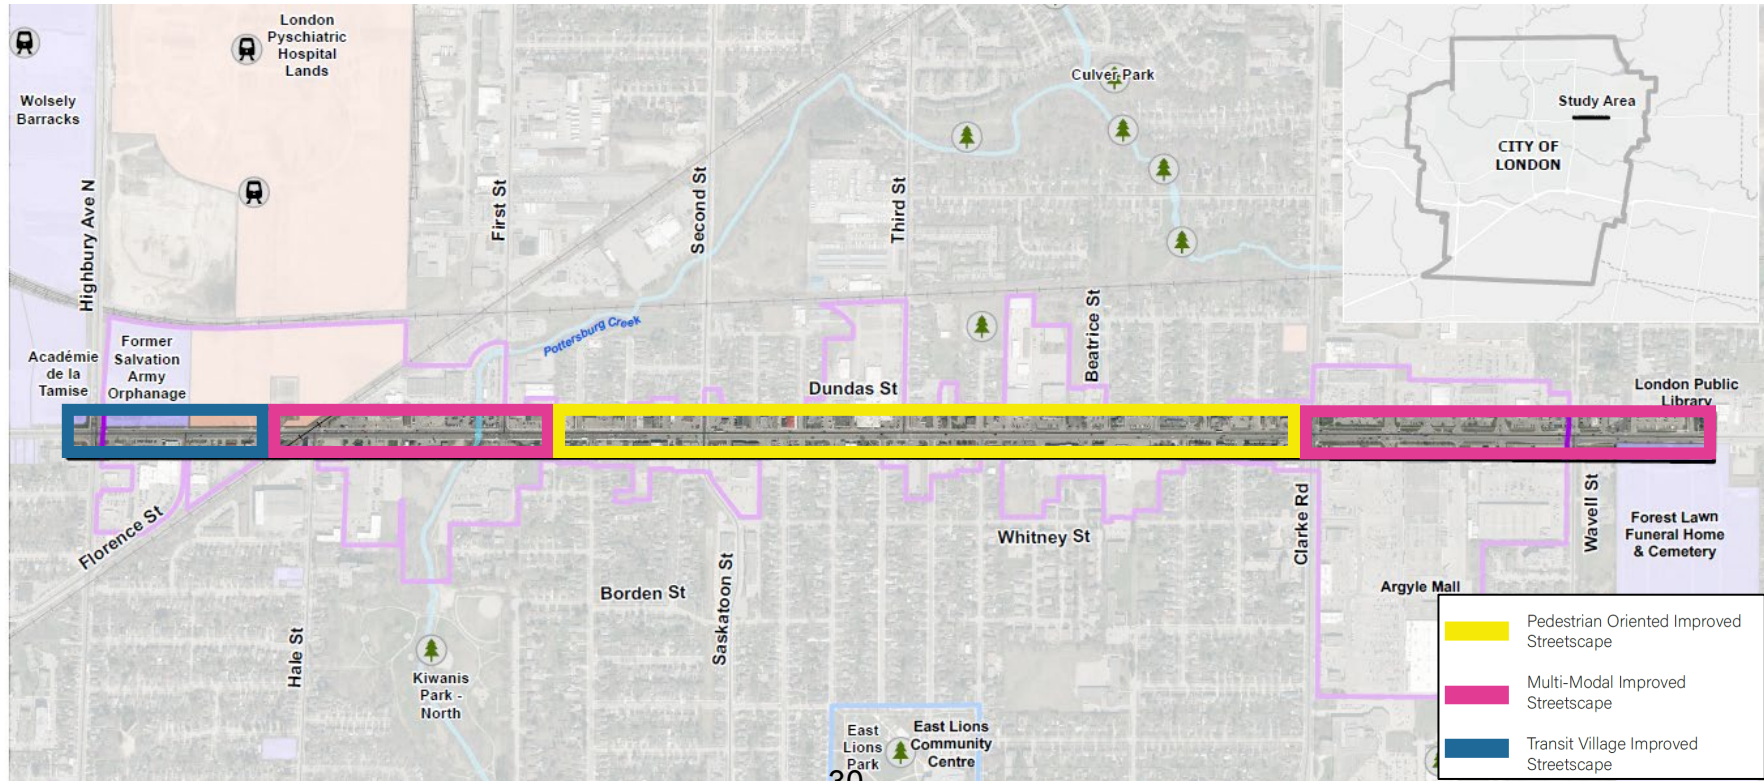 London
Pyschiatric
Hospital
Lands
Wolsely
Barracks
Culver Park
Study Area
CITY OF
LONDON
Highbury Ave N
First St
Second St
Third St
Beatrice St
Pottersburg Creek
Académie
de la
Tamise
Former
Salvation
Army
Orphanage
Dundas St
London Public
Library
Florence St
Hale St
Kiwanis
Park -
North
Borden St
Saskatoon St
Whitney St
Clarke Rd
Wavell St
Forest Lawn
Funeral Home
& Cemetery
Argyle Mall
East
Lions
Park
East Lions
Community
Centre
30
Pedestrian Oriented Improved
Streetscape
Multi-Modal Improved
Streetscape
Transit Village Improved
Streetscape